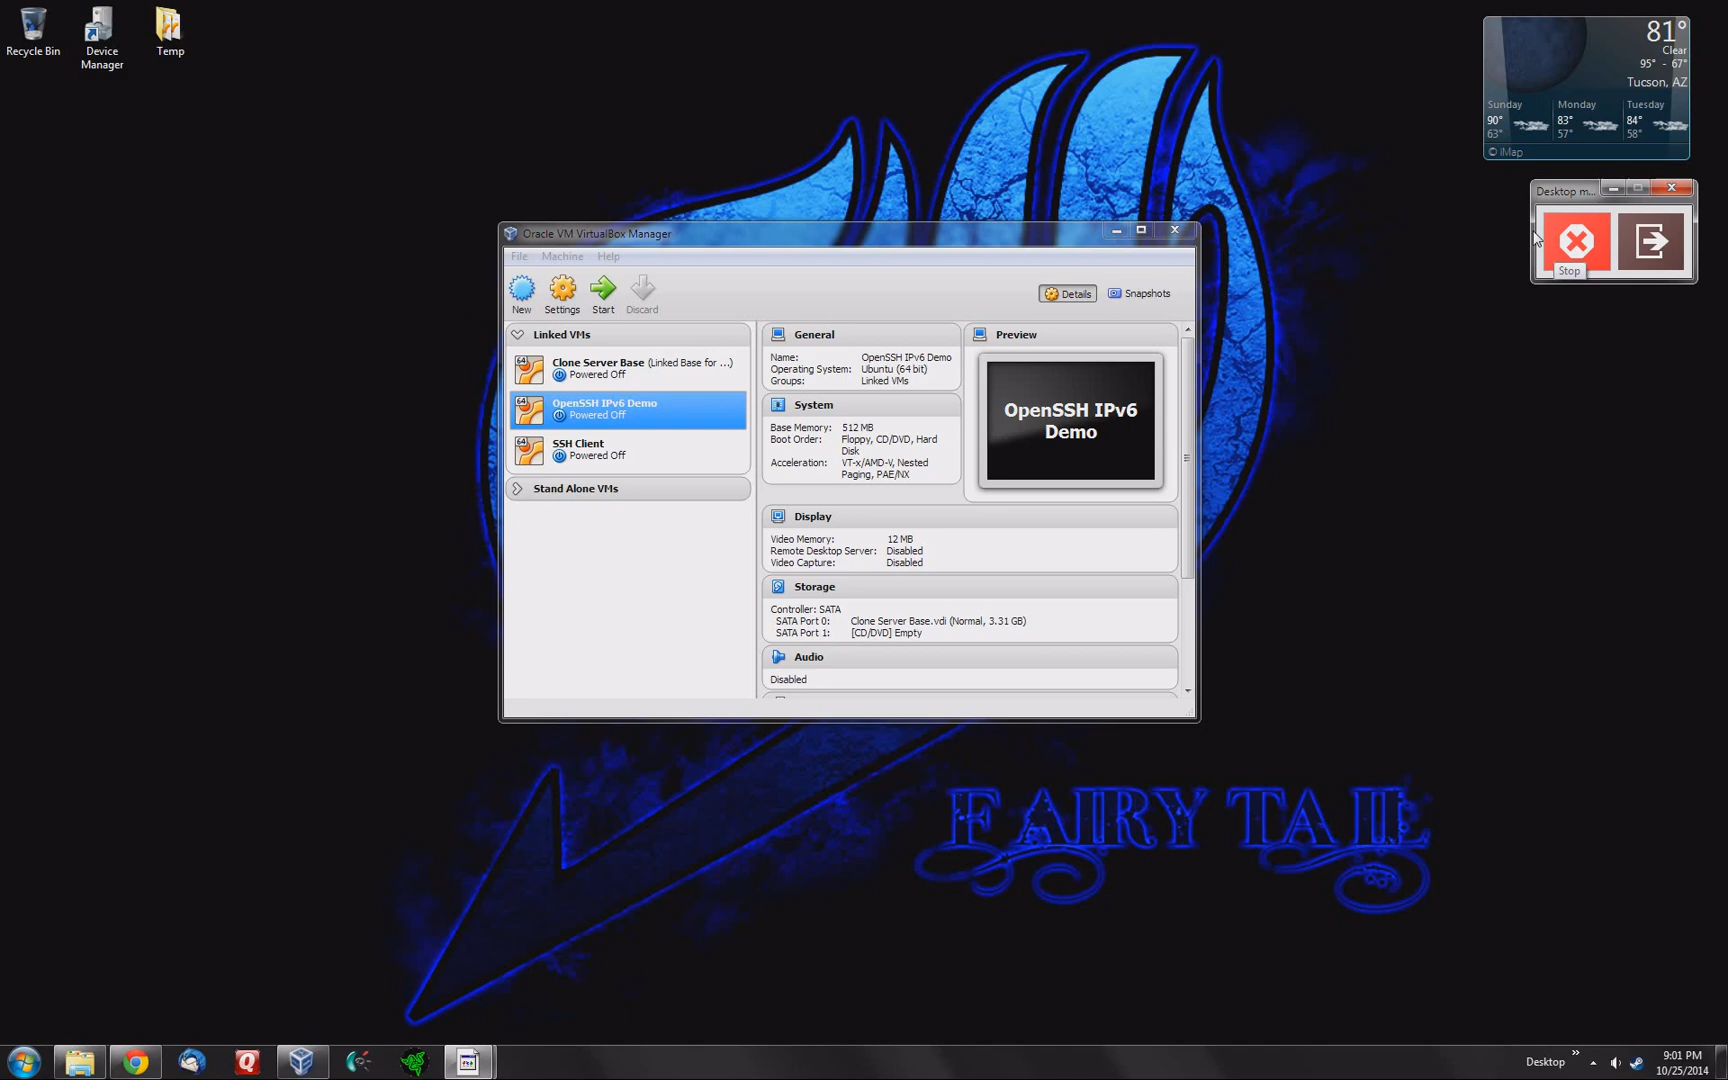 Recycle Bin
Device
Manager
Temp
81°
Clear
95° - 67°
Tucson, AZ
Sunday
Monday
Tuesday
90°
63°
83°
57°
84°
58°
© iMap
Desktop m...
Stop
Oracle VM VirtualBox Manager
File Machine Help
New
Settings
Start
Discard
Details
Snapshots
Linked VMs
64
Clone Server Base (Linked Base for ...)
Powered Off
64
OpenSSH IPv6 Demo
Powered Off
64
SSH Client
Powered Off
Stand Alone VMs
General
Name: OpenSSH IPv6 Demo
Operating System: Ubuntu (64 bit)
Groups: Linked VMs
System
Base Memory: 512 MB
Boot Order: Floppy, CD/DVD, Hard
Disk
Acceleration: VT-x/AMD-V, Nested
Paging, PAE/NX
Preview
OpenSSH IPv6
Demo
Display
Video Memory: 12 MB
Remote Desktop Server: Disabled
Video Capture: Disabled
Storage
Controller: SATA
SATA Port 0: Clone Server Base.vdi (Normal, 3.31 GB)
SATA Port 1: [CD/DVD] Empty
Audio
Disabled
FAIRY TAIL
Desktop
9:01 PM
10/25/2014